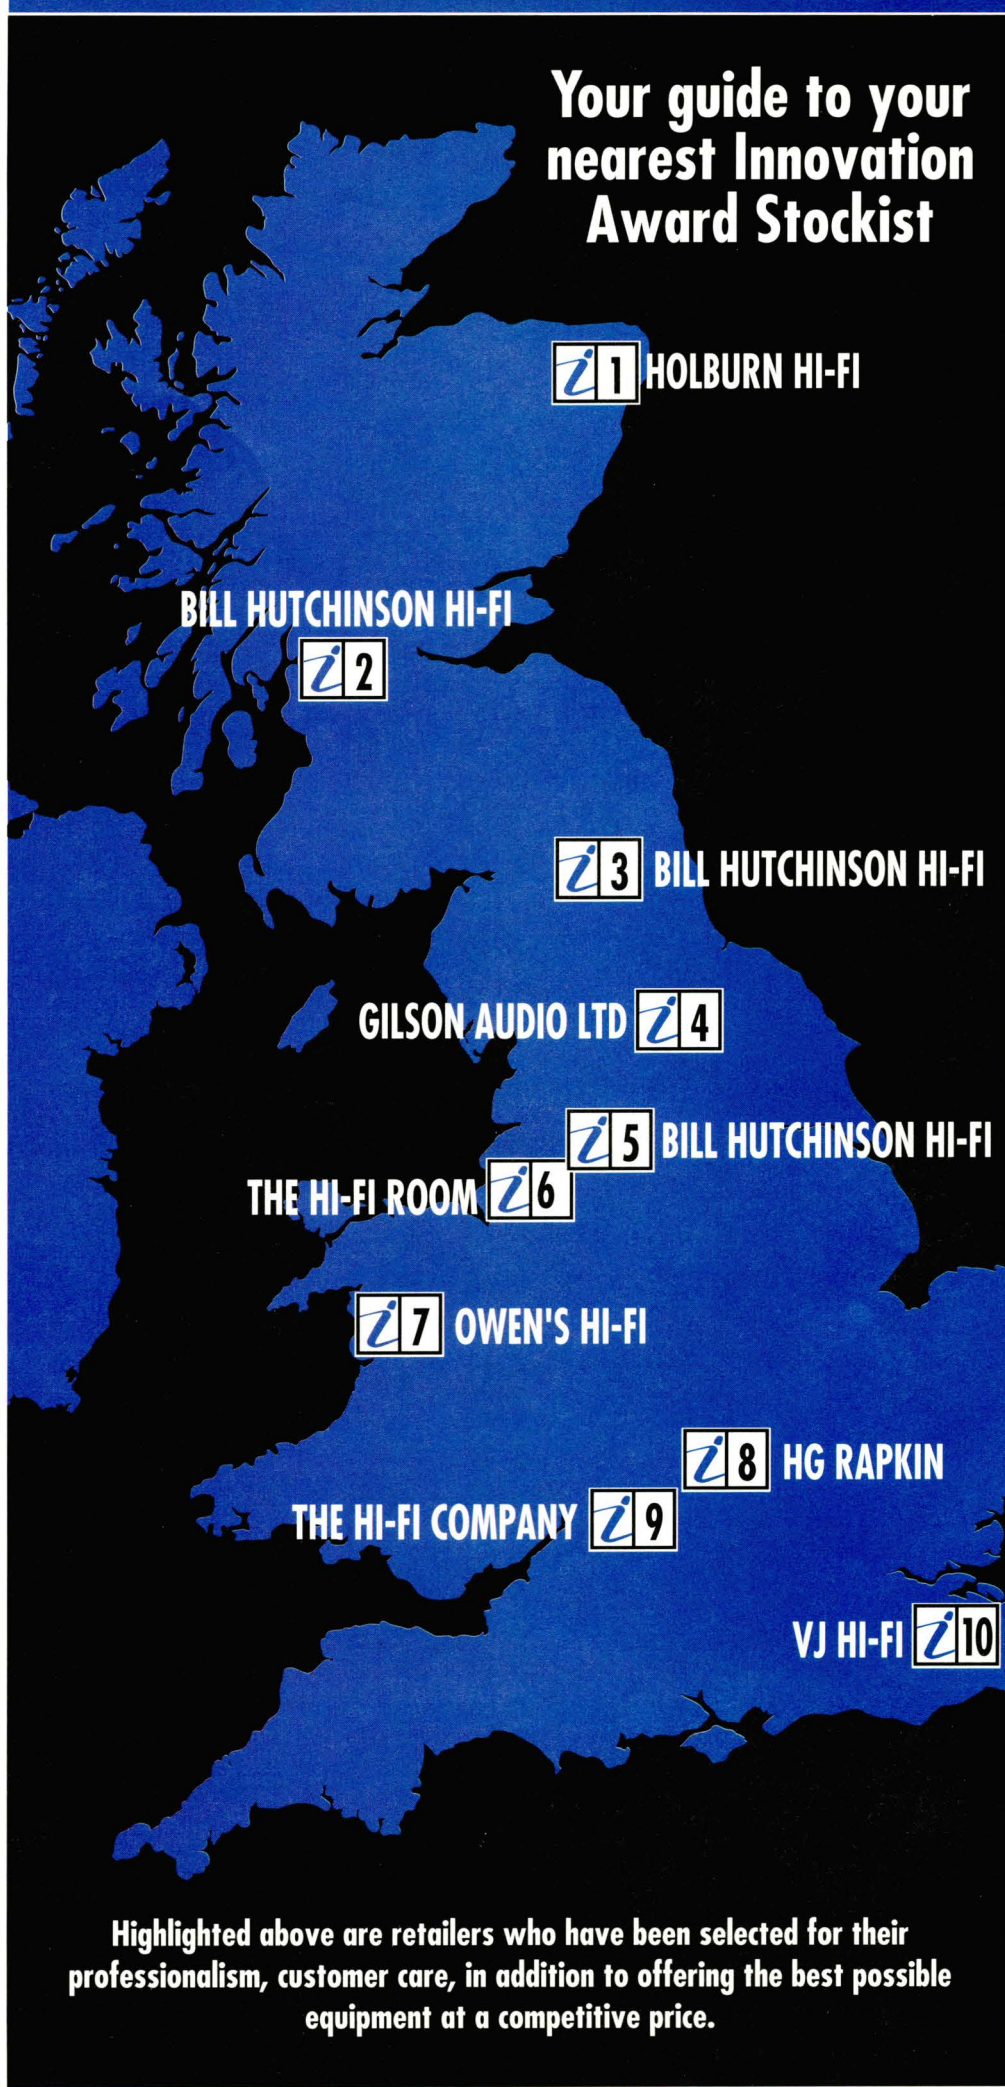 Your guide to your
nearest Innovation
Award Stockist
i 1 HOLBURN HI-FI
BILL HUTCHINSON HI-FI
i 2
i 3 BILL HUTCHINSON HI-FI
GILSON AUDIO LTD i 4
i 5 BILL HUTCHINSON HI-FI
THE HI-FI ROOM i 6
i 7 OWEN'S HI-FI
i 8 HG RAPKIN
THE HI-FI COMPANY i 9
VJ HI-FI i 10
Highlighted above are retailers who have been selected for their
professionalism, customer care, in addition to offering the best possible
equipment at a competitive price.